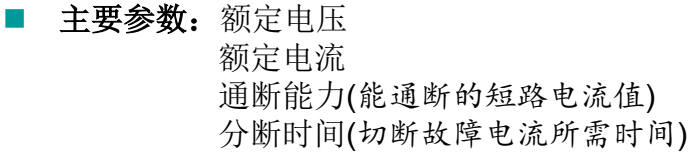 主要参数：额定电压
额定电流
通断能力(能通断的短路电流值)
分断时间(切断故障电流所需时间)